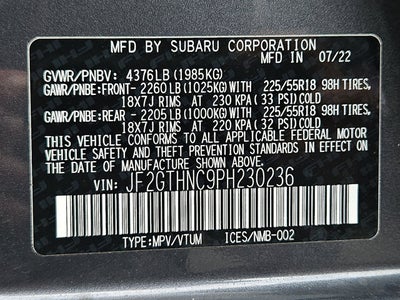 MFD BY SUBARU CORPORATION
MFD IN 07/22
GVWR/PNBV: 4376LB (1985KG)
GAWR/PNBE:FRONT- 2260LB (1025KG)WITH 225/55R18 98H TIRES,
18X7J RIMS AT 230 KPA (33 PSI)COLD
GAWR/PNBE:REAR - 2205LB (1000KG)WITH 225/55R18 98H TIRES,
18X7J RIMS AT 220 KPA (32 PSI)COLD
THIS VEHICLE CONFORMS TO ALL APPLICABLE FEDERAL MOTOR
VEHICLE SAFETY AND THEFT PREVENTION STANDARDS IN EFFECT
ON THE DATE OF MANUFACTURE SHOWN ABOVE.
VIN: JF2GTHNC9PH230236
TYPE:MPV/VTUM ICES/NMB-002